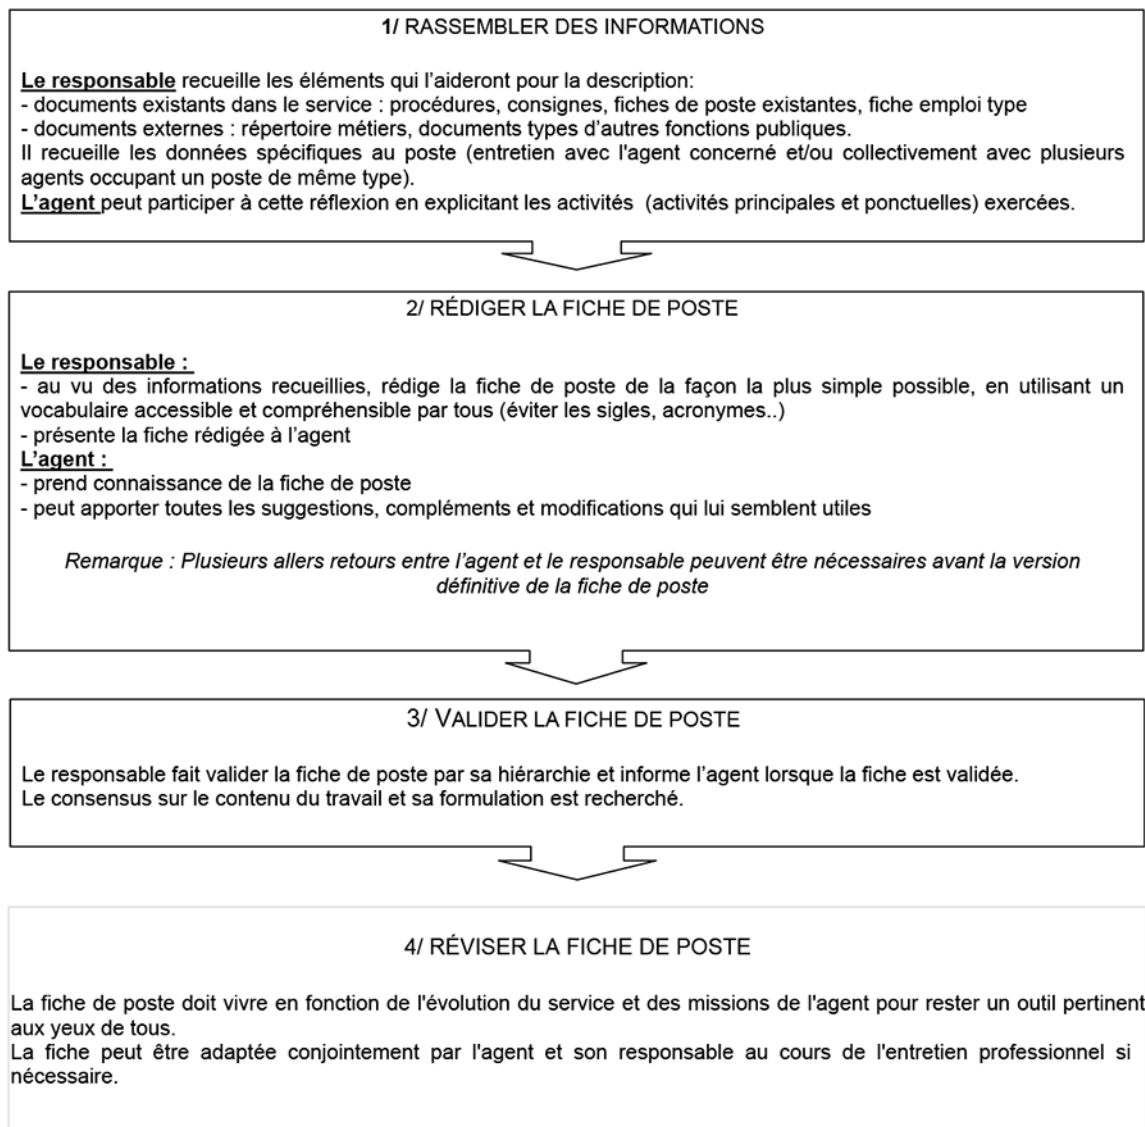 1/ RASSEMBLER DES INFORMATIONS
Le responsable recueille les éléments qui l'aideront pour la description:
- documents existants dans le service : procédures, consignes, fiches de poste existantes, fiche emploi type
- documents externes : répertoire métiers, documents types d'autres fonctions publiques.
Il recueille les données spécifiques au poste (entretien avec l'agent concerné et/ou collectivement avec plusieurs
agents occupant un poste de même type).
L'agent peut participer à cette réflexion en explicitant les activités (activités principales et ponctuelles) exercées.
2/ RÉDIGER LA FICHE DE POSTE
Le responsable :
- au vu des informations recueillies, rédige la fiche de poste de la façon la plus simple possible, en utilisant un
vocabulaire accessible et compréhensible par tous (éviter les sigles, acronymes..)
- présente la fiche rédigée à l'agent
L'agent :
- prend connaissance de la fiche de poste
- peut apporter toutes les suggestions, compléments et modifications qui lui semblent utiles
Remarque : Plusieurs allers retours entre l'agent et le responsable peuvent être nécessaires avant la version
définitive de la fiche de poste
3/ VALIDER LA FICHE DE POSTE
Le responsable fait valider la fiche de poste par sa hiérarchie et informe l'agent lorsque la fiche est validée.
Le consensus sur le contenu du travail et sa formulation est recherché.
4/ RÉVISER LA FICHE DE POSTE
La fiche de poste doit vivre en fonction de l'évolution du service et des missions de l'agent pour rester un outil pertinent
aux yeux de tous.
La fiche peut être adaptée conjointement par l'agent et son responsable au cours de l'entretien professionnel si
nécessaire.